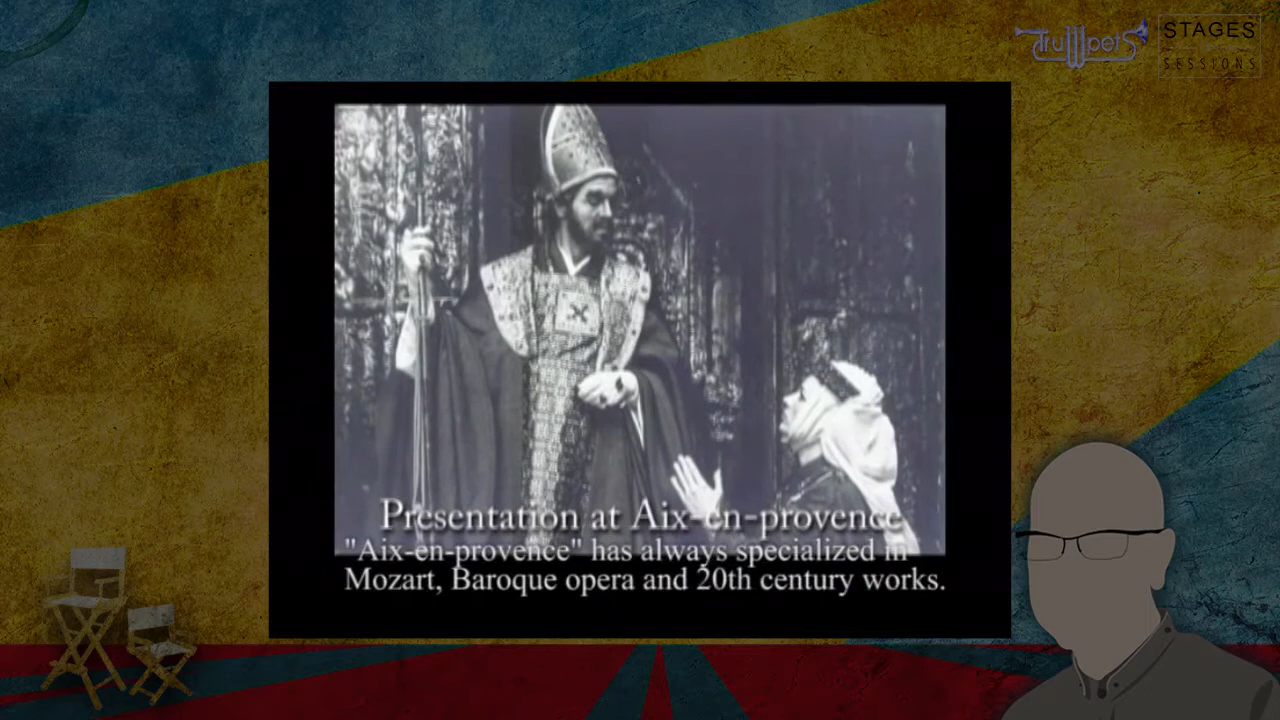 Trumpets
STAGES
SESSIONS
Presentation at Aix-en-provence
"Aix-en-provence" has always specialized in
Mozart, Baroque opera and 20th century works.